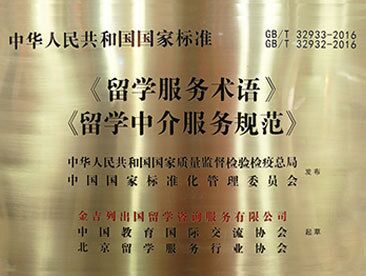 中华人民共和国国家标准
GB/T 32933-2016
GB/T 32932-2016
《留学服务术语》
《留学中介服务规范》
中华人民共和国国家质量监督检验检疫总局
中国国家标准化管理委员会
发布
金吉列出国留学咨询服务有限公司
中国教育国际交流协会
北京留学服务行业协会
起草